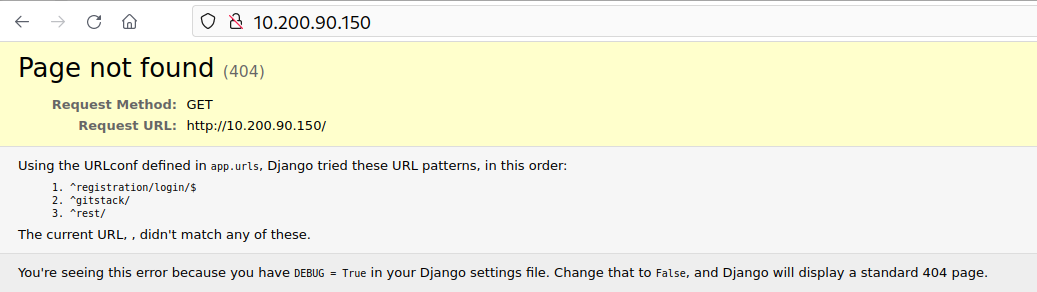 10.200.90.150
Page not found (404)
Request Method: GET
Request URL: http://10.200.90.150/
Using the URLconf defined in app.urls, Django tried these URL patterns, in this order:
1. ^registration/login/$
2. ^gitstack/
3. ^rest/
The current URL, , didn't match any of these.
You're seeing this error because you have DEBUG = True in your Django settings file. Change that to False, and Django will display a standard 404 page.